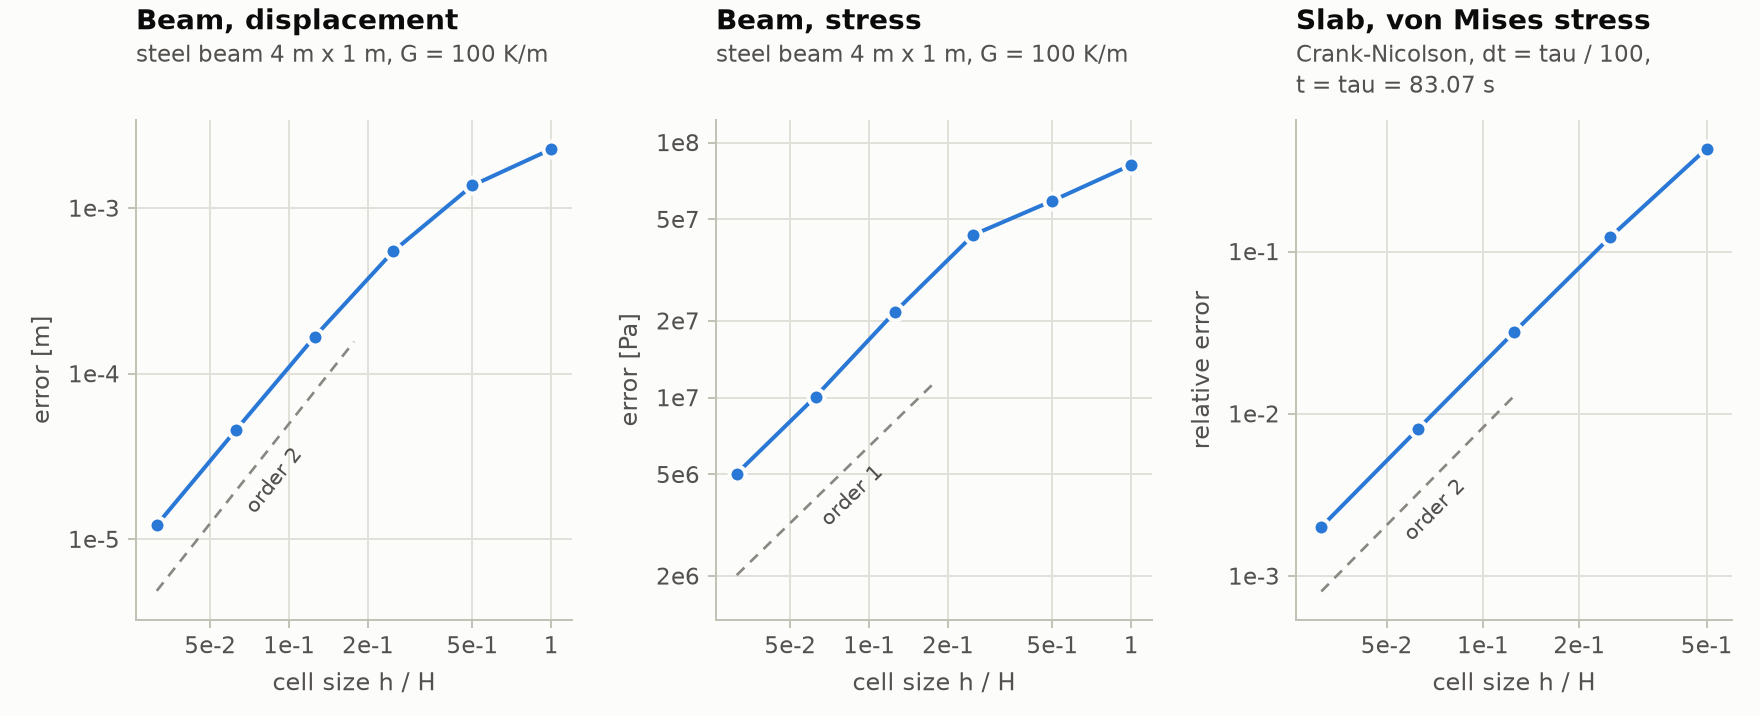 Beam, displacement
steel beam 4 m x 1 m, G = 100 K/m
error [m]
1e-3
1e-4
1e-5
order 2
5e-2 1e-1 2e-1 5e-1 1
cell size h / H
Beam, stress
steel beam 4 m x 1 m, G = 100 K/m
error [Pa]
1e8
5e7
2e7
1e7
5e6
2e6
order 1
5e-2 1e-1 2e-1 5e-1 1
cell size h / H
Slab, von Mises stress
Crank-Nicolson, dt = tau / 100,
t = tau = 83.07 s
relative error
1e-1
1e-2
1e-3
order 2
5e-2 1e-1 2e-1 5e-1
cell size h / H